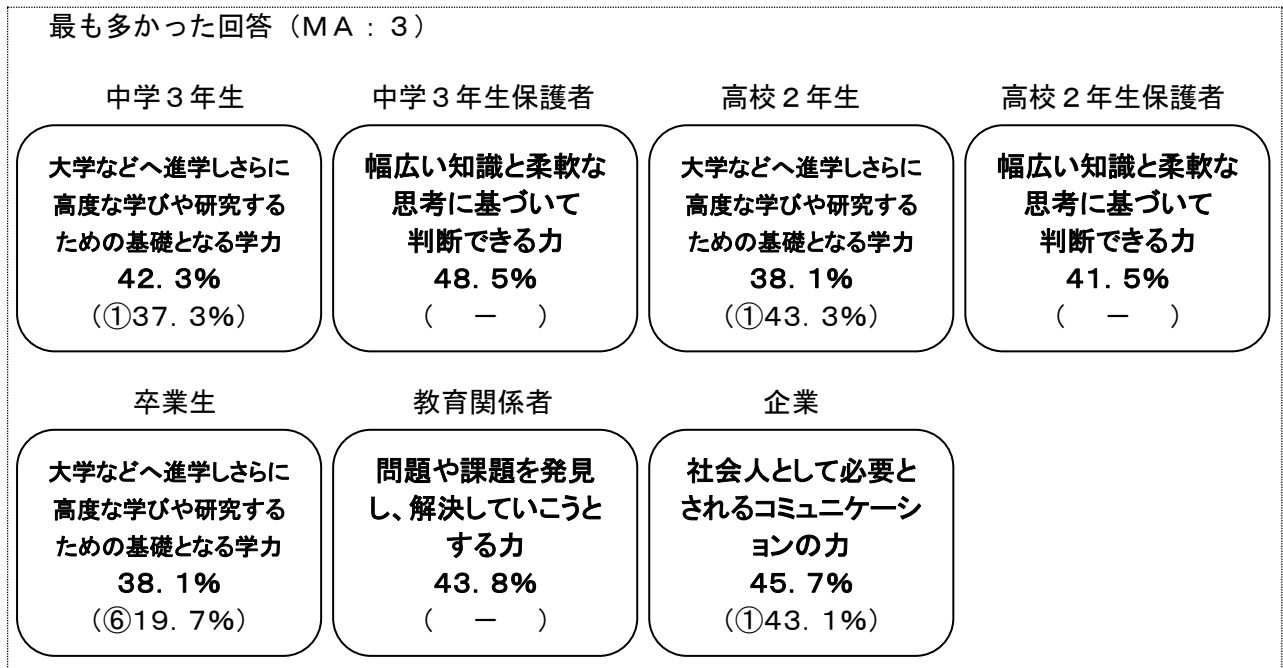 最も多かった回答（ＭＡ：３）
中学３年生
大学などへ進学しさらに
高度な学びや研究する
ための基礎となる学力
４２．３％
（①３７．３％）
中学３年生保護者
幅広い知識と柔軟な
思考に基づいて
判断できる力
４８．５％
（　－　）
高校２年生
大学などへ進学しさらに
高度な学びや研究する
ための基礎となる学力
３８．１％
（①４３．３％）
高校２年生保護者
幅広い知識と柔軟な
思考に基づいて
判断できる力
４１．５％
（　－　）
卒業生
大学などへ進学しさらに
高度な学びや研究する
ための基礎となる学力
３８．１％
（⑥１９．７％）
教育関係者
問題や課題を発見
し、解決していこうと
する力
４３．８％
（　－　）
企業
社会人として必要と
されるコミュニケーシ
ョンの力
４５．７％
（①４３．１％）